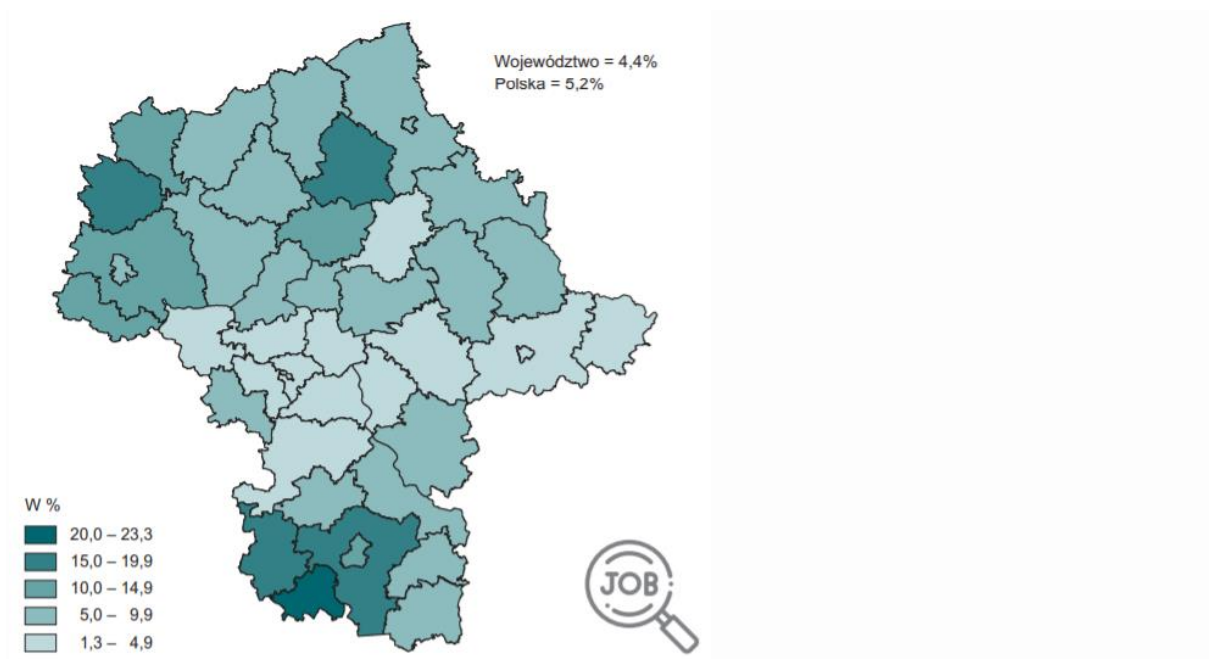 Województwo = 4,4%
Polska = 5,2%
W %
20,0 – 23,3
15,0 – 19,9
10,0 – 14,9
5,0 – 9,9
1,3 – 4,9
JOB